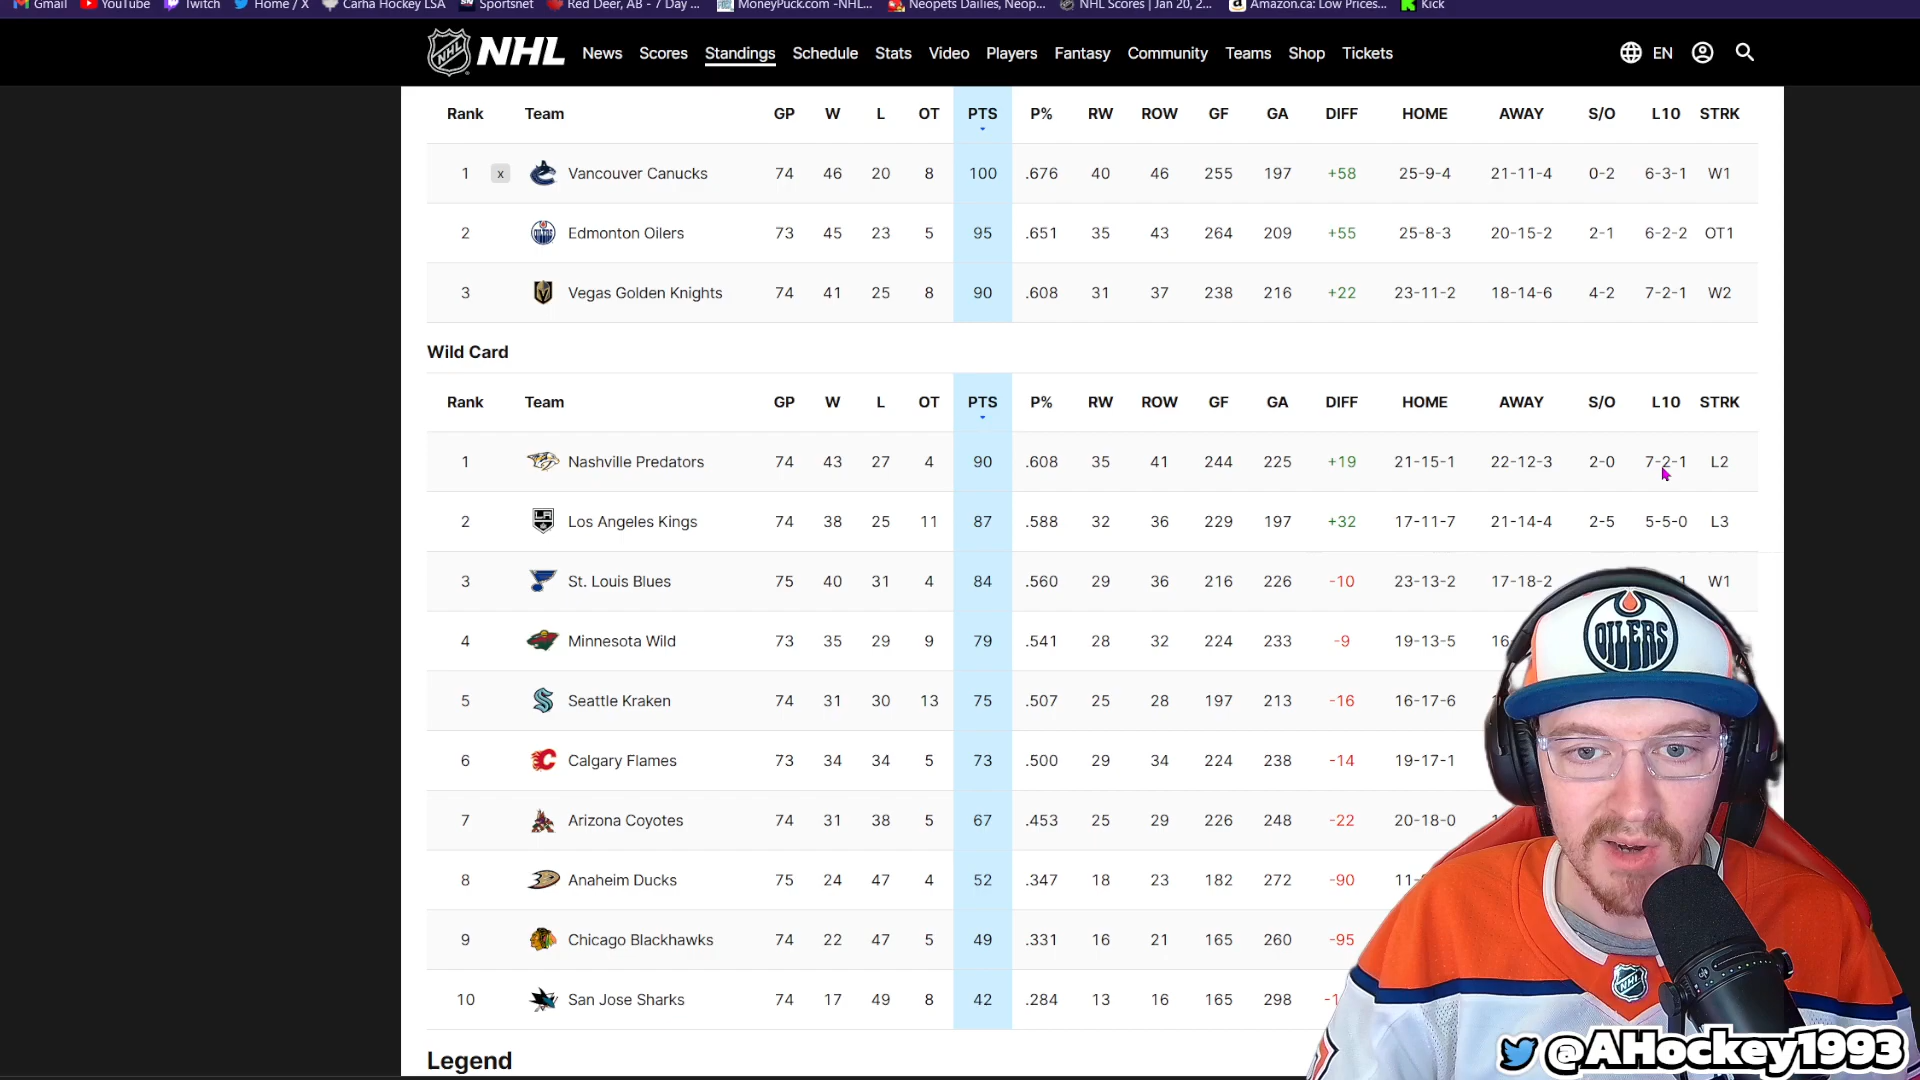 Gmail YouTube Twitch Home / X Carha Hockey LSA Sportsnet Red Deer, AB - 7 Day ... MoneyPuck.com -NHL... Neopets Dailies, Neop... NHL Scores | Jan 20, 2... Amazon.ca: Low Prices... Kick
NHL News Scores Standings Schedule Stats Video Players Fantasy Community Teams Shop Tickets EN
Rank Team GP W L OT PTS P% RW ROW GF GA DIFF HOME AWAY S/O L10 STRK
1 x Vancouver Canucks 74 46 20 8 100 .676 40 46 255 197 +58 25-9-4 21-11-4 0-2 6-3-1 W1
2 Edmonton Oilers 73 45 23 5 95 .651 35 43 264 209 +55 25-8-3 20-15-2 2-1 6-2-2 OT1
3 Vegas Golden Knights 74 41 25 8 90 .608 31 37 238 216 +22 23-11-2 18-14-6 4-2 7-2-1 W2
Wild Card
Rank Team GP W L OT PTS P% RW ROW GF GA DIFF HOME AWAY S/O L10 STRK
1 Nashville Predators 74 43 27 4 90 .608 35 41 244 225 +19 21-15-1 22-12-3 2-0 7-2-1 L2
2 Los Angeles Kings 74 38 25 11 87 .588 32 36 229 197 +32 17-11-7 21-14-4 2-5 5-5-0 L3
3 St. Louis Blues 75 40 31 4 84 .560 29 36 216 226 -10 23-13-2 17-18-2 W1
4 Minnesota Wild 73 35 29 9 79 .541 28 32 224 233 -9 19-13-5 16-
5 Seattle Kraken 74 31 30 13 75 .507 25 28 197 213 -16 16-17-6
6 Calgary Flames 73 34 34 5 73 .500 29 34 224 238 -14 19-17-1
7 Arizona Coyotes 74 31 38 5 67 .453 25 29 226 248 -22 20-18-0
8 Anaheim Ducks 75 24 47 4 52 .347 18 23 182 272 -90 11-
9 Chicago Blackhawks 74 22 47 5 49 .331 16 21 165 260 -95
10 San Jose Sharks 74 17 49 8 42 .284 13 16 165 298 -1
Legend
OILERS
NHL
@AHockey1993